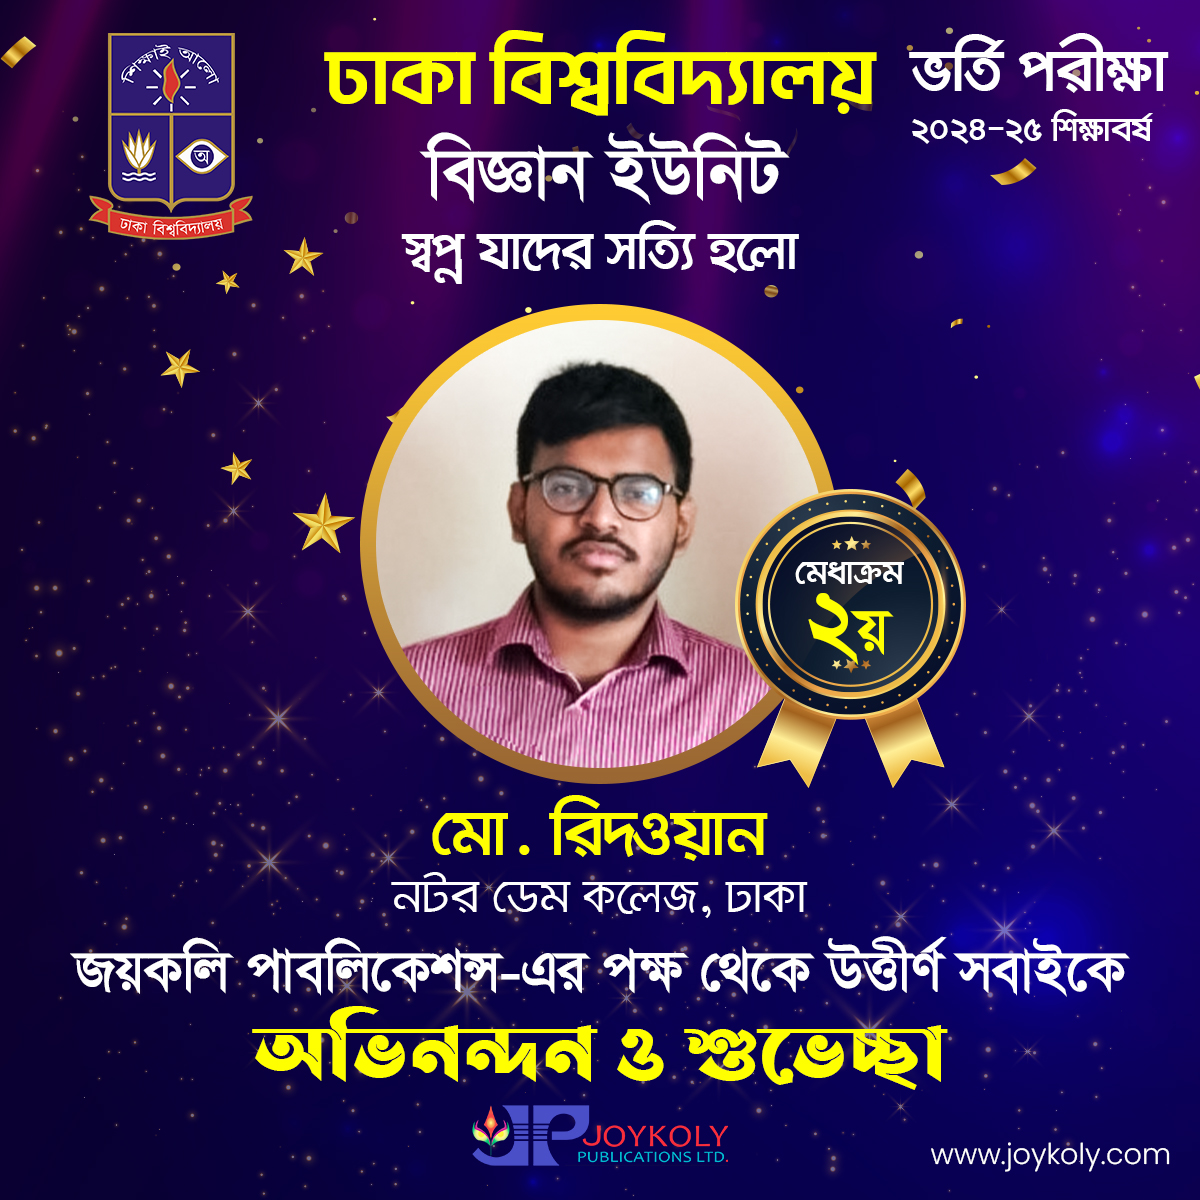 শিক্ষাই আলো
অ
ঢাকা বিশ্ববিদ্যালয়
ঢাকা বিশ্ববিদ্যালয়
ভর্তি পরীক্ষা
২০২৪-২৫ শিক্ষাবর্ষ
বিজ্ঞান ইউনিট
স্বপ্ন যাদের সত্যি হলো
মেধাক্রম
২য়
মো. রিদওয়ান
নটর ডেম কলেজ, ঢাকা
জয়কলি পাবলিকেশন্স-এর পক্ষ থেকে উত্তীর্ণ সবাইকে
অভিনন্দন ও শুভেচ্ছা
JP JOYKOLY
PUBLICATIONS LTD.
www.joykoly.com